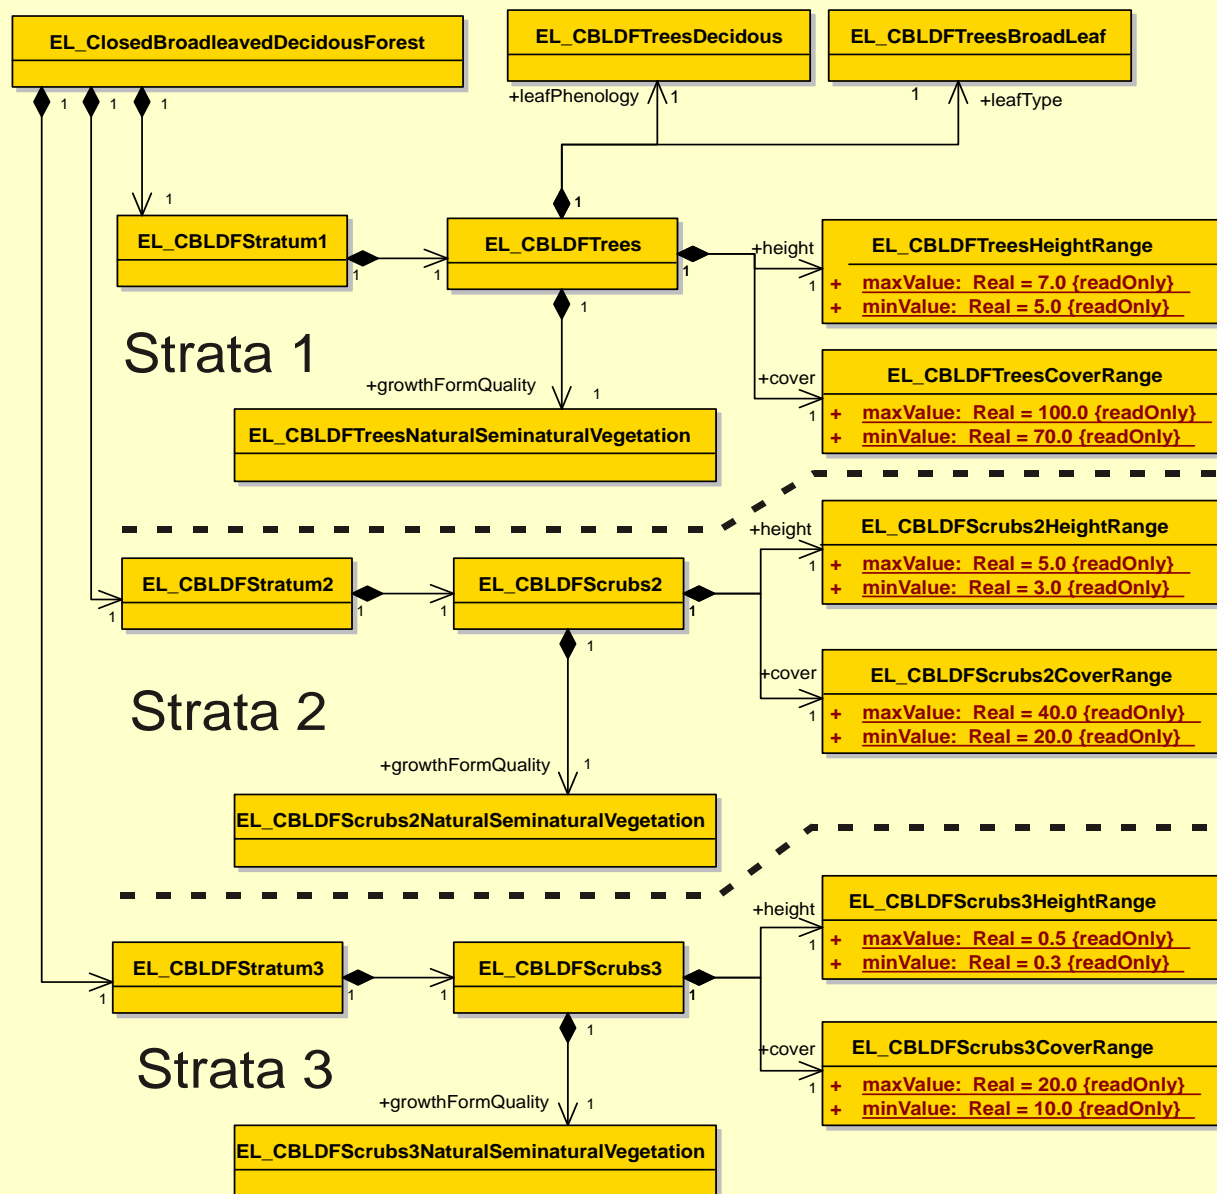 EL_ClosedBroadleavedDecidousForest
EL_CBLDFTreesDecidous
EL_CBLDFTreesBroadLeaf
1
1
1
+leafPhenology
1
1
+leafType
1
1
EL_CBLDFStratum1
EL_CBLDFTrees
1
1
1
1
+height
1
EL_CBLDFTreesHeightRange
+ maxValue: Real = 7.0 {readOnly}
+ minValue: Real = 5.0 {readOnly}
Strata 1
+growthFormQuality
1
+cover
1
EL_CBLDFTreesCoverRange
+ maxValue: Real = 100.0 {readOnly}
+ minValue: Real = 70.0 {readOnly}
EL_CBLDFTreesNaturalSeminaturalVegetation
1
EL_CBLDFStratum2
1
1
EL_CBLDFScrubs2
1
1
+height
1
EL_CBLDFScrubs2HeightRange
+ maxValue: Real = 5.0 {readOnly}
+ minValue: Real = 3.0 {readOnly}
Strata 2
+growthFormQuality
1
+cover
1
EL_CBLDFScrubs2CoverRange
+ maxValue: Real = 40.0 {readOnly}
+ minValue: Real = 20.0 {readOnly}
EL_CBLDFScrubs2NaturalSeminaturalVegetation
1
EL_CBLDFStratum3
1
1
EL_CBLDFScrubs3
1
1
+height
1
EL_CBLDFScrubs3HeightRange
+ maxValue: Real = 0.5 {readOnly}
+ minValue: Real = 0.3 {readOnly}
Strata 3
+growthFormQuality
1
+cover
1
EL_CBLDFScrubs3CoverRange
+ maxValue: Real = 20.0 {readOnly}
+ minValue: Real = 10.0 {readOnly}
EL_CBLDFScrubs3NaturalSeminaturalVegetation